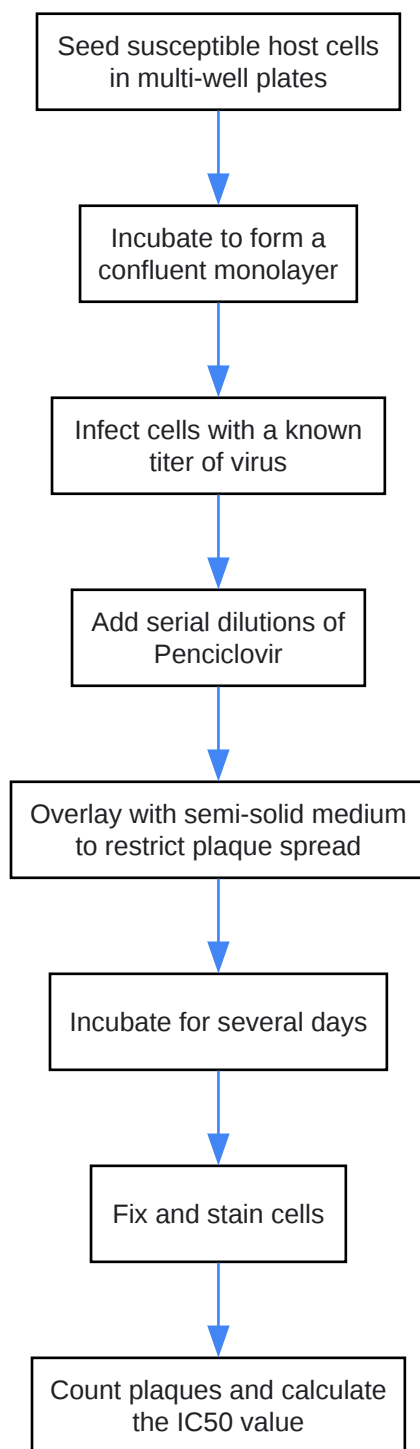 Seed susceptible host cells
in multi-well plates
Incubate to form a
confluent monolayer
Infect cells with a known
titer of virus
Add serial dilutions of
Penciclovir
Overlay with semi-solid medium
to restrict plaque spread
Incubate for several days
Fix and stain cells
Count plaques and calculate
the IC50 value